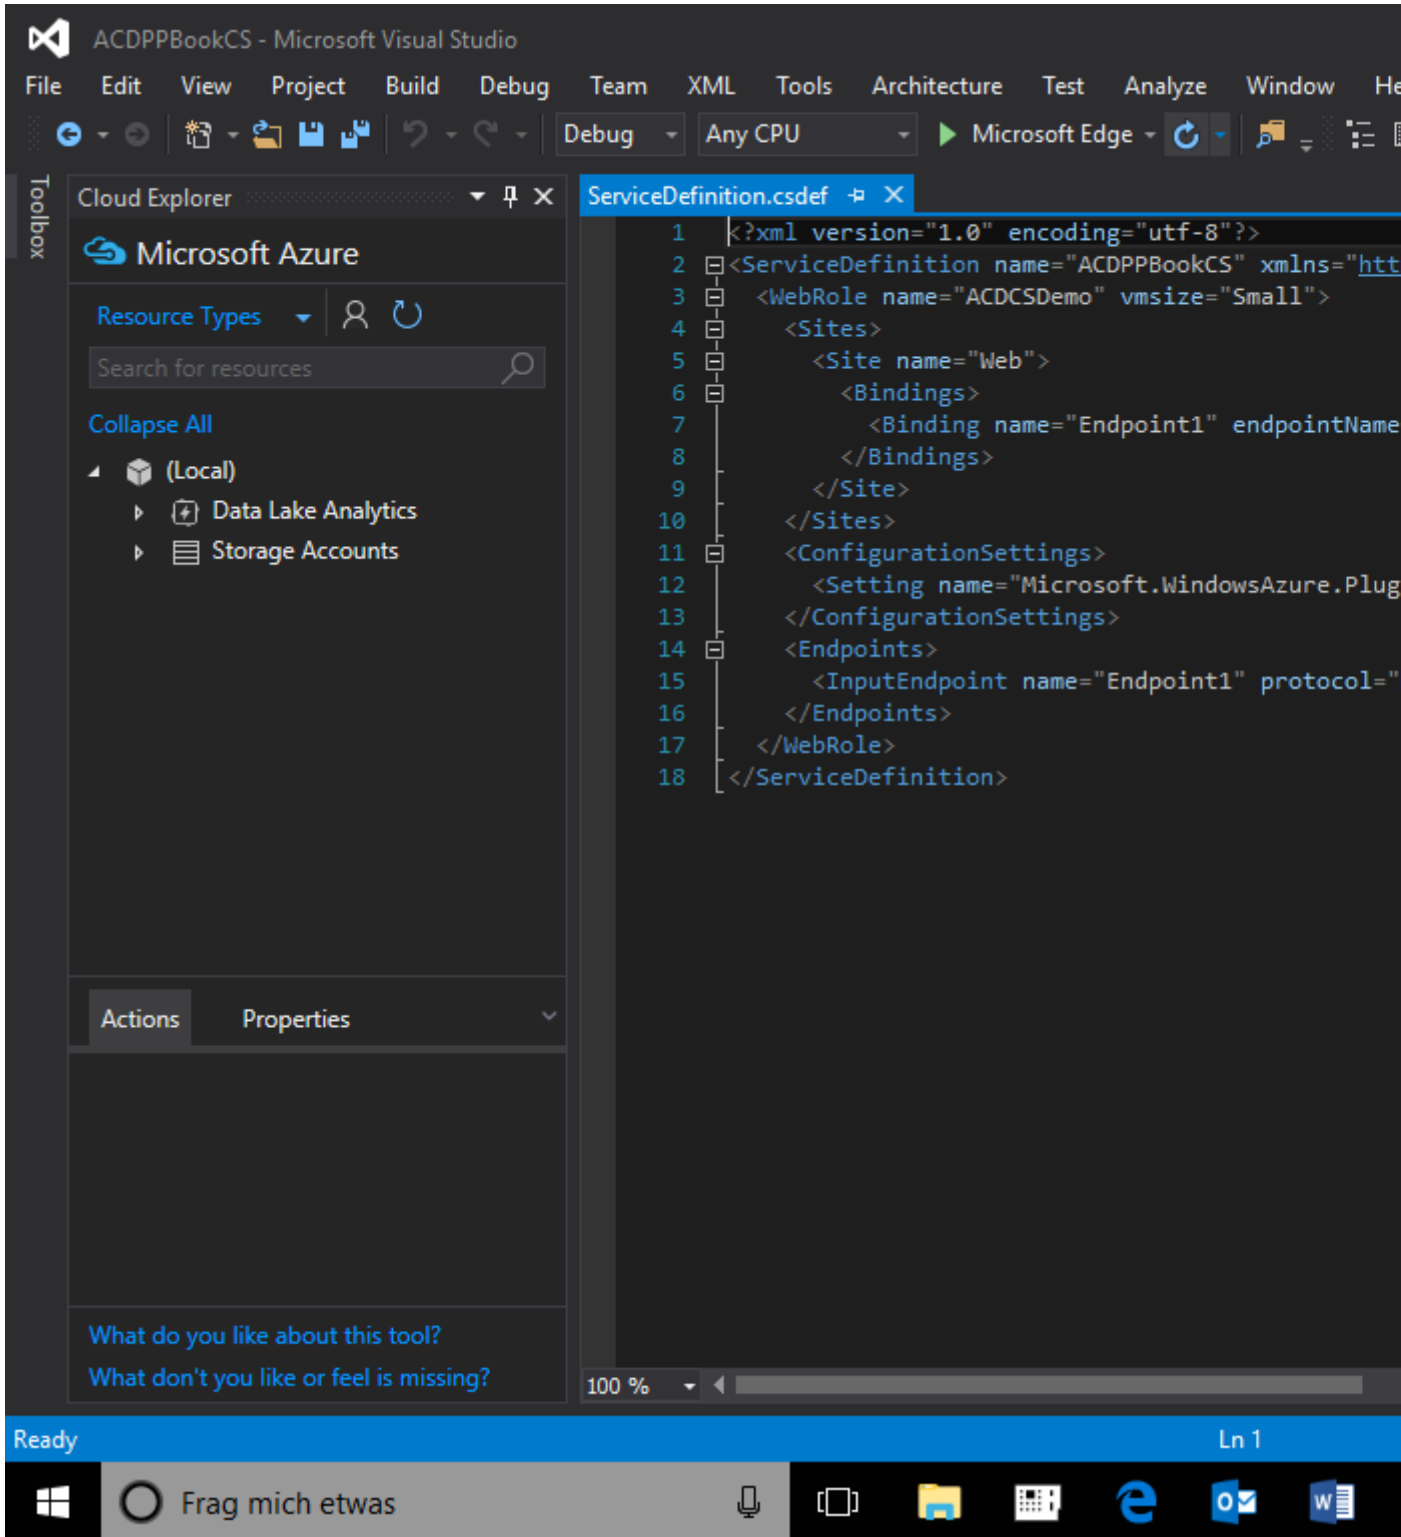 ACDPPBookCS - Microsoft Visual Studio
File Edit View Project Build Debug Team XML Tools Architecture Test Analyze Window He
Debug Any CPU Microsoft Edge
Toolbox
Cloud Explorer
Microsoft Azure
Resource Types
Search for resources
Collapse All
(Local)
Data Lake Analytics
Storage Accounts
Actions Properties
What do you like about this tool?
What don't you like or feel is missing?
ServiceDefinition.csdef
1 <?xml version="1.0" encoding="utf-8"?>
2 <ServiceDefinition name="ACDPPBookCS" xmlns="htt
3 <WebRole name="ACDCSDemo" vmsize="Small">
4 <Sites>
5 <Site name="Web">
6 <Bindings>
7 <Binding name="Endpoint1" endpointName
8 </Bindings>
9 </Site>
10 </Sites>
11 <ConfigurationSettings>
12 <Setting name="Microsoft.WindowsAzure.Plug
13 </ConfigurationSettings>
14 <Endpoints>
15 <InputEndpoint name="Endpoint1" protocol="
16 </Endpoints>
17 </WebRole>
18 </ServiceDefinition>
100 %
Ready Ln 1
Frag mich etwas